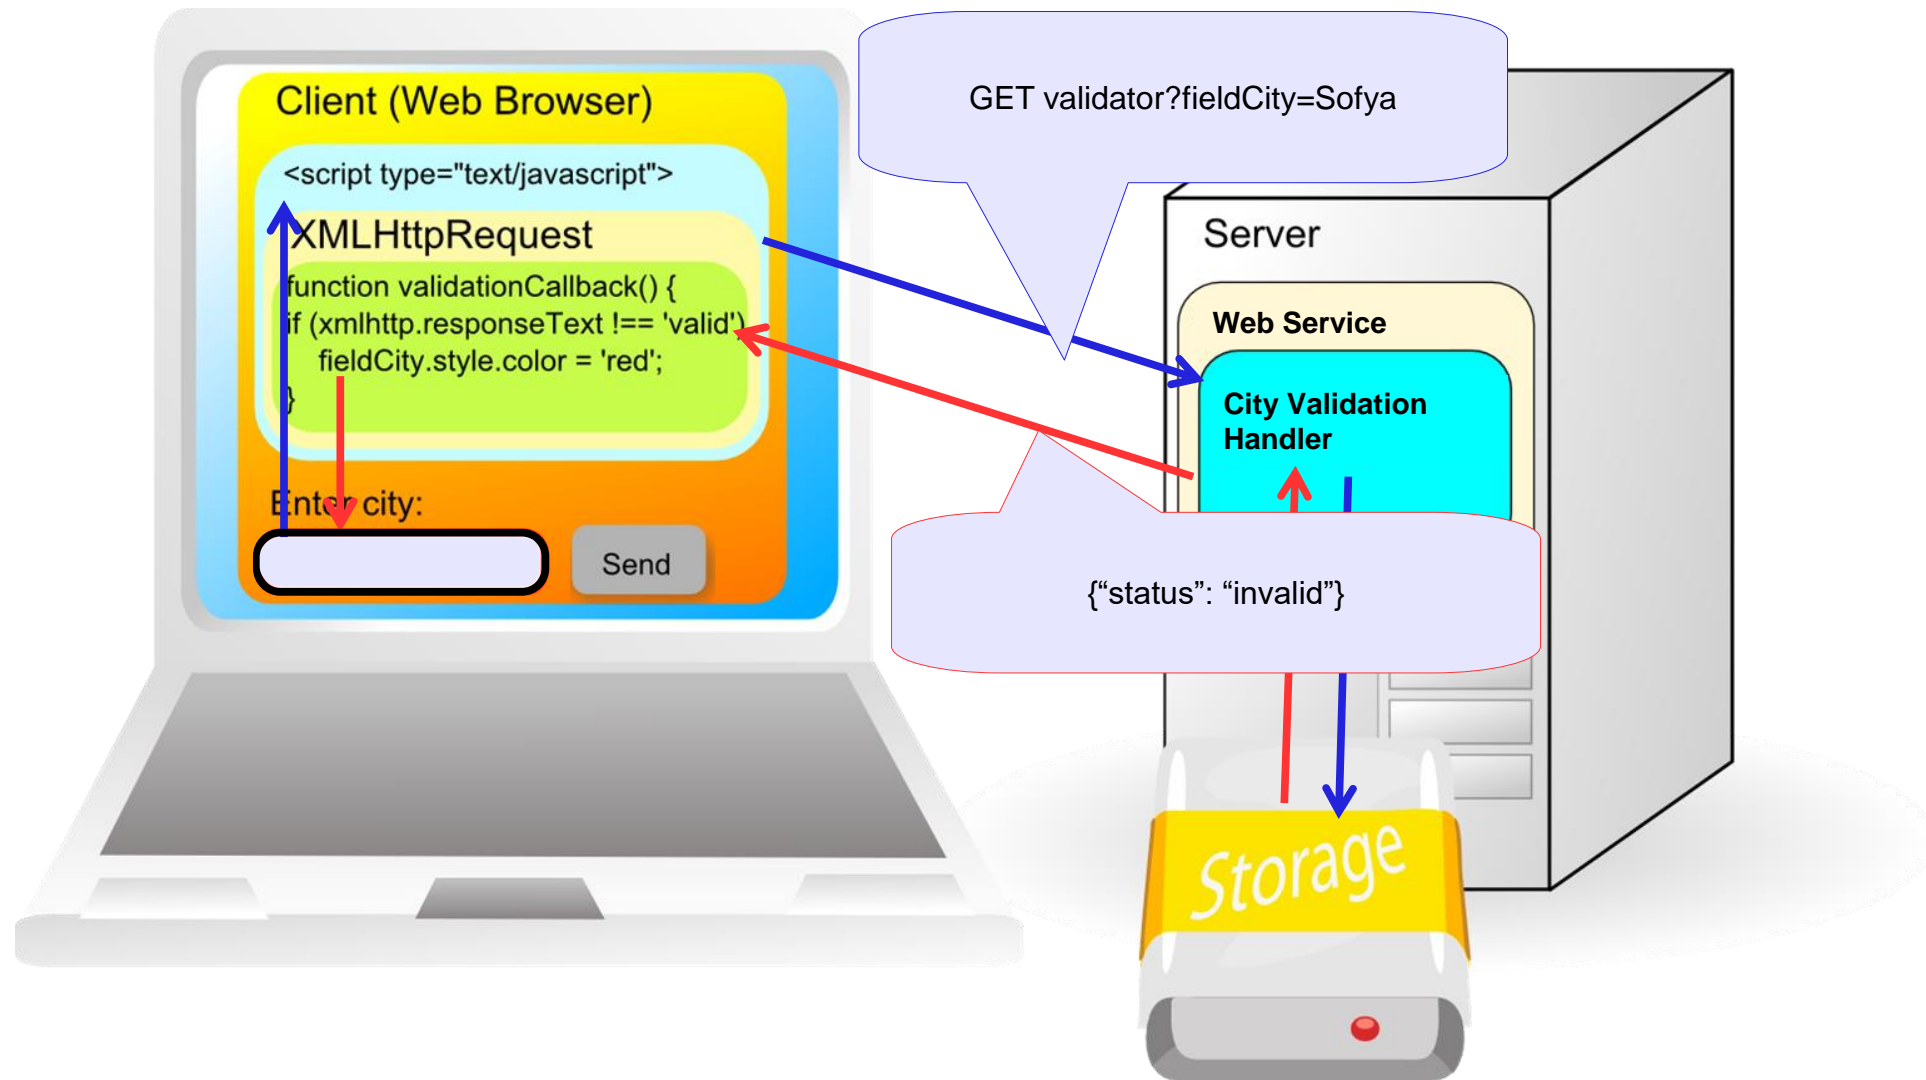 Client (Web Browser)
<script type="text/javascript">
XMLHttpRequest
function validationCallback() {
if (xmlhttp.responseText !== 'valid')
fieldCity.style.color = 'red';
}
Enter city:
Send
GET validator?fieldCity=Sofya
Server
Web Service
City Validation
Handler
{“status”: “invalid”}
Storage